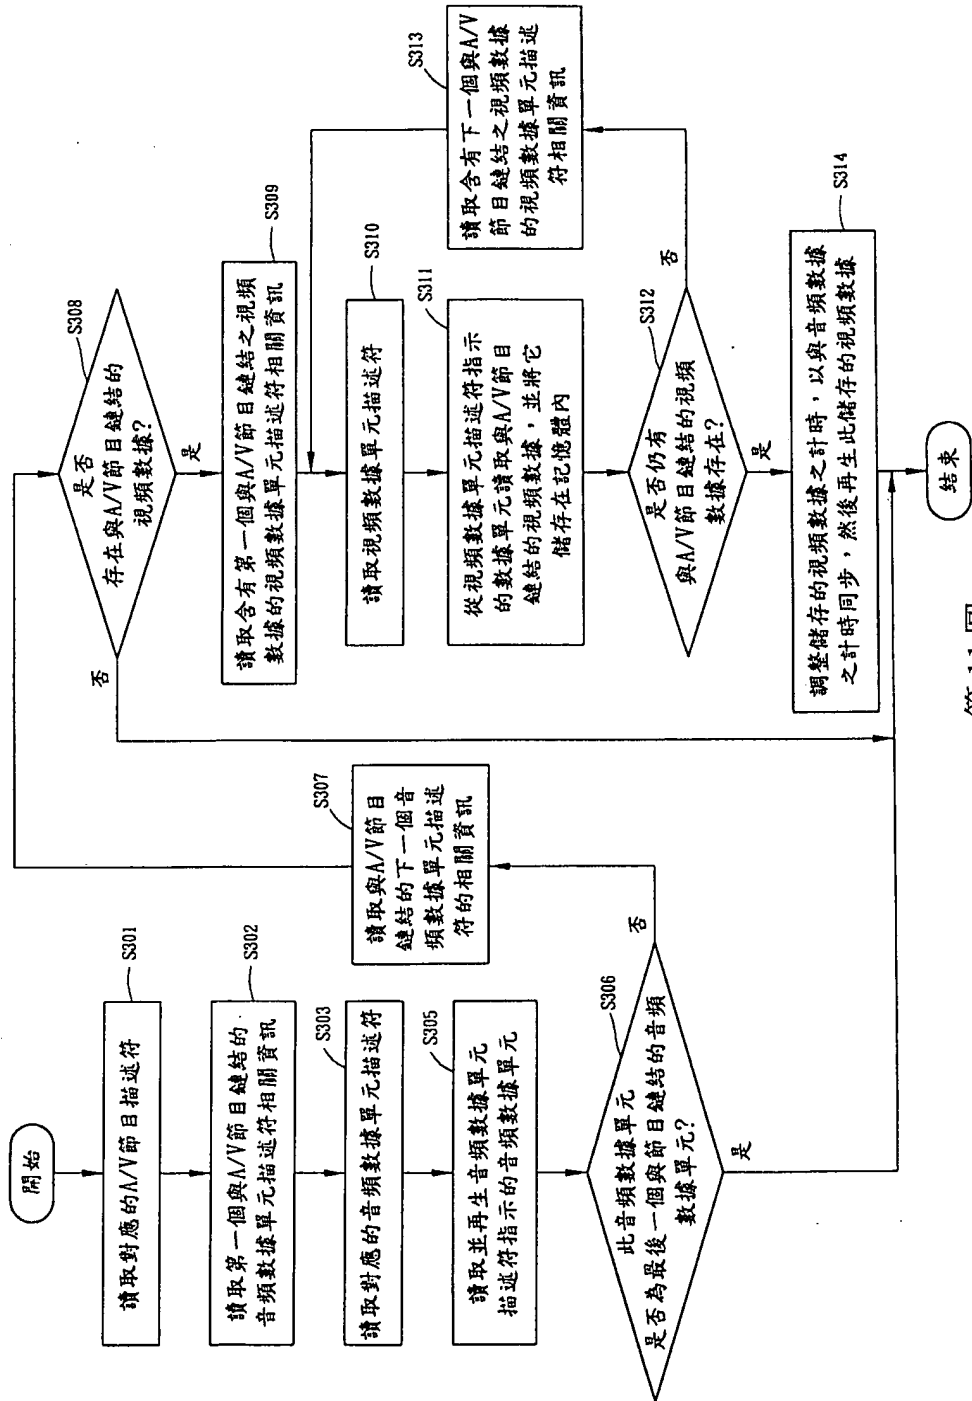 開始
讀取對應的A/V節目描述符
S301
讀取第一個與A/V節目鏈結的
音頻數據單元描述符相關資訊
S302
讀取對應的音頻數據單元描述符
S303
讀取並再生音頻數據單元
描述符指示的音頻數據單元
S305
此音頻數據單元
是否為最後一個與節目鏈結的音頻
數據單元?
S306
否
是
讀取與A/V節目
鏈結的下一個音
頻數據單元描述
符的相關資訊
S307
是否
存在與A/V節目鏈結的
視頻數據?
S308
否
是
讀取含有第一個與A/V節目鏈結之視頻
數據的視頻數據單元描述符相關資訊
S309
讀取視頻數據單元描述符
S310
從視頻數據單元描述符指示
的數據單元讀取與A/V節目
鏈結的視頻數據，並將它
儲存在記憶體內
S311
是否仍有
與A/V節目鏈結的視頻
數據存在?
S312
否
是
讀取含有下一個與A/V
節目鏈結之視頻數據
的視頻數據單元描述
符相關資訊
S313
調整儲存的視頻數據之計時，以與音頻數據
之計時同步，然後再生此儲存的視頻數據
S314
結束
第11圖